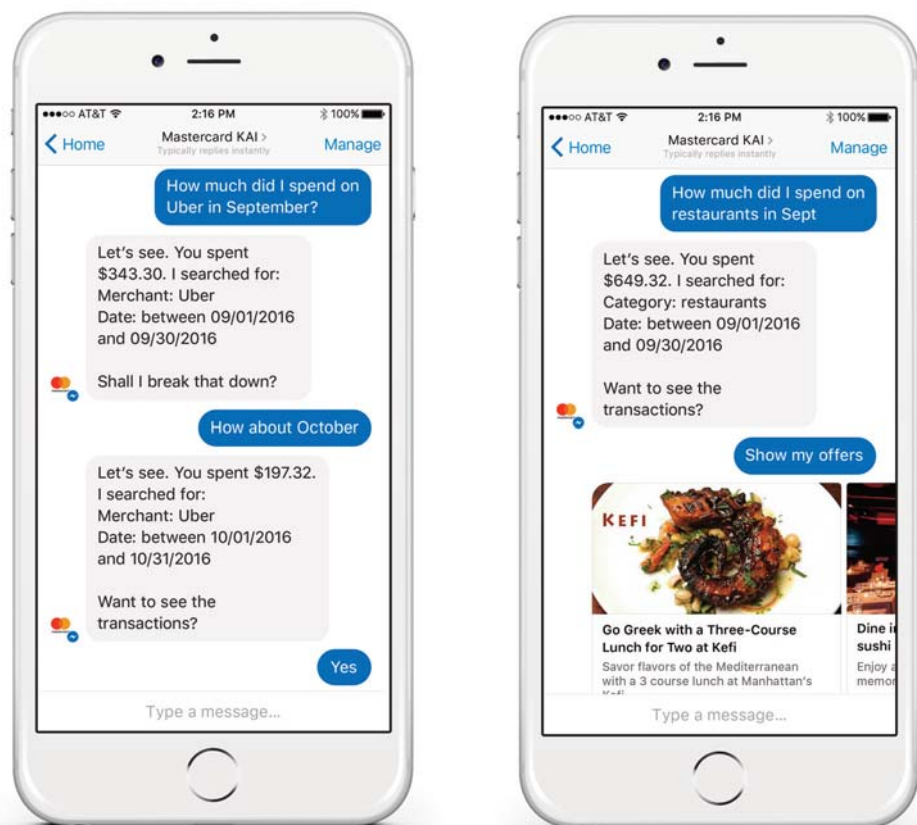 AT&T 2:16 PM 100%
Home Mastercard KAI > Manage
Typically replies instantly
How much did I spend on
Uber in September?
Let's see. You spent
$343.30. I searched for:
Merchant: Uber
Date: between 09/01/2016
and 09/30/2016
Shall I break that down?
How about October
Let's see. You spent $197.32.
I searched for:
Merchant: Uber
Date: between 10/01/2016
and 10/31/2016
Want to see the
transactions?
Yes
Type a message...
AT&T 2:16 PM 100%
Home Mastercard KAI > Manage
Typically replies instantly
How much did I spend on
restaurants in Sept
Let's see. You spent
$649.32. I searched for:
Category: restaurants
Date: between 09/01/2016
and 09/30/2016
Want to see the
transactions?
Show my offers
KEFI
Go Greek with a Three-Course
Lunch for Two at Kefi
Savor flavors of the Mediterranean
with a 3 course lunch at Manhattan's
Dine
sushi
Enjoy
Type a message...